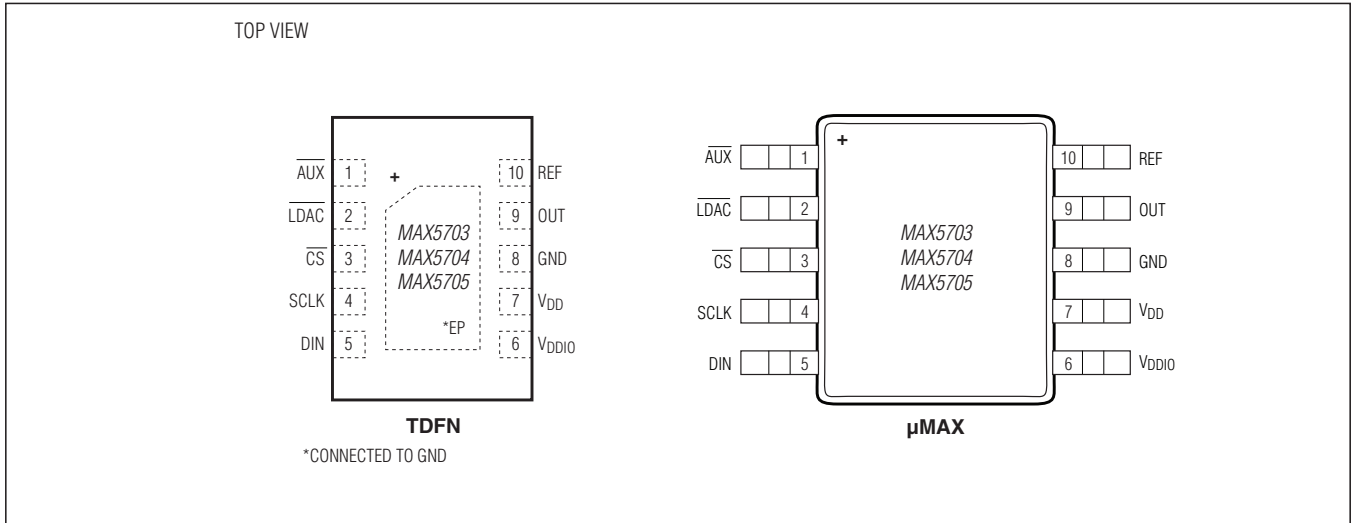 TOP VIEW
AUX 1 + 10 REF
LDAC 2 9 OUT
CS 3 8 GND
SCLK 4 7 VDD
DIN 5 6 VDDIO
MAX5703
MAX5704
MAX5705
*EP
TDFN
*CONNECTED TO GND
AUX 1 + 10 REF
LDAC 2 9 OUT
CS 3 8 GND
SCLK 4 7 VDD
DIN 5 6 VDDIO
MAX5703
MAX5704
MAX5705
µMAX